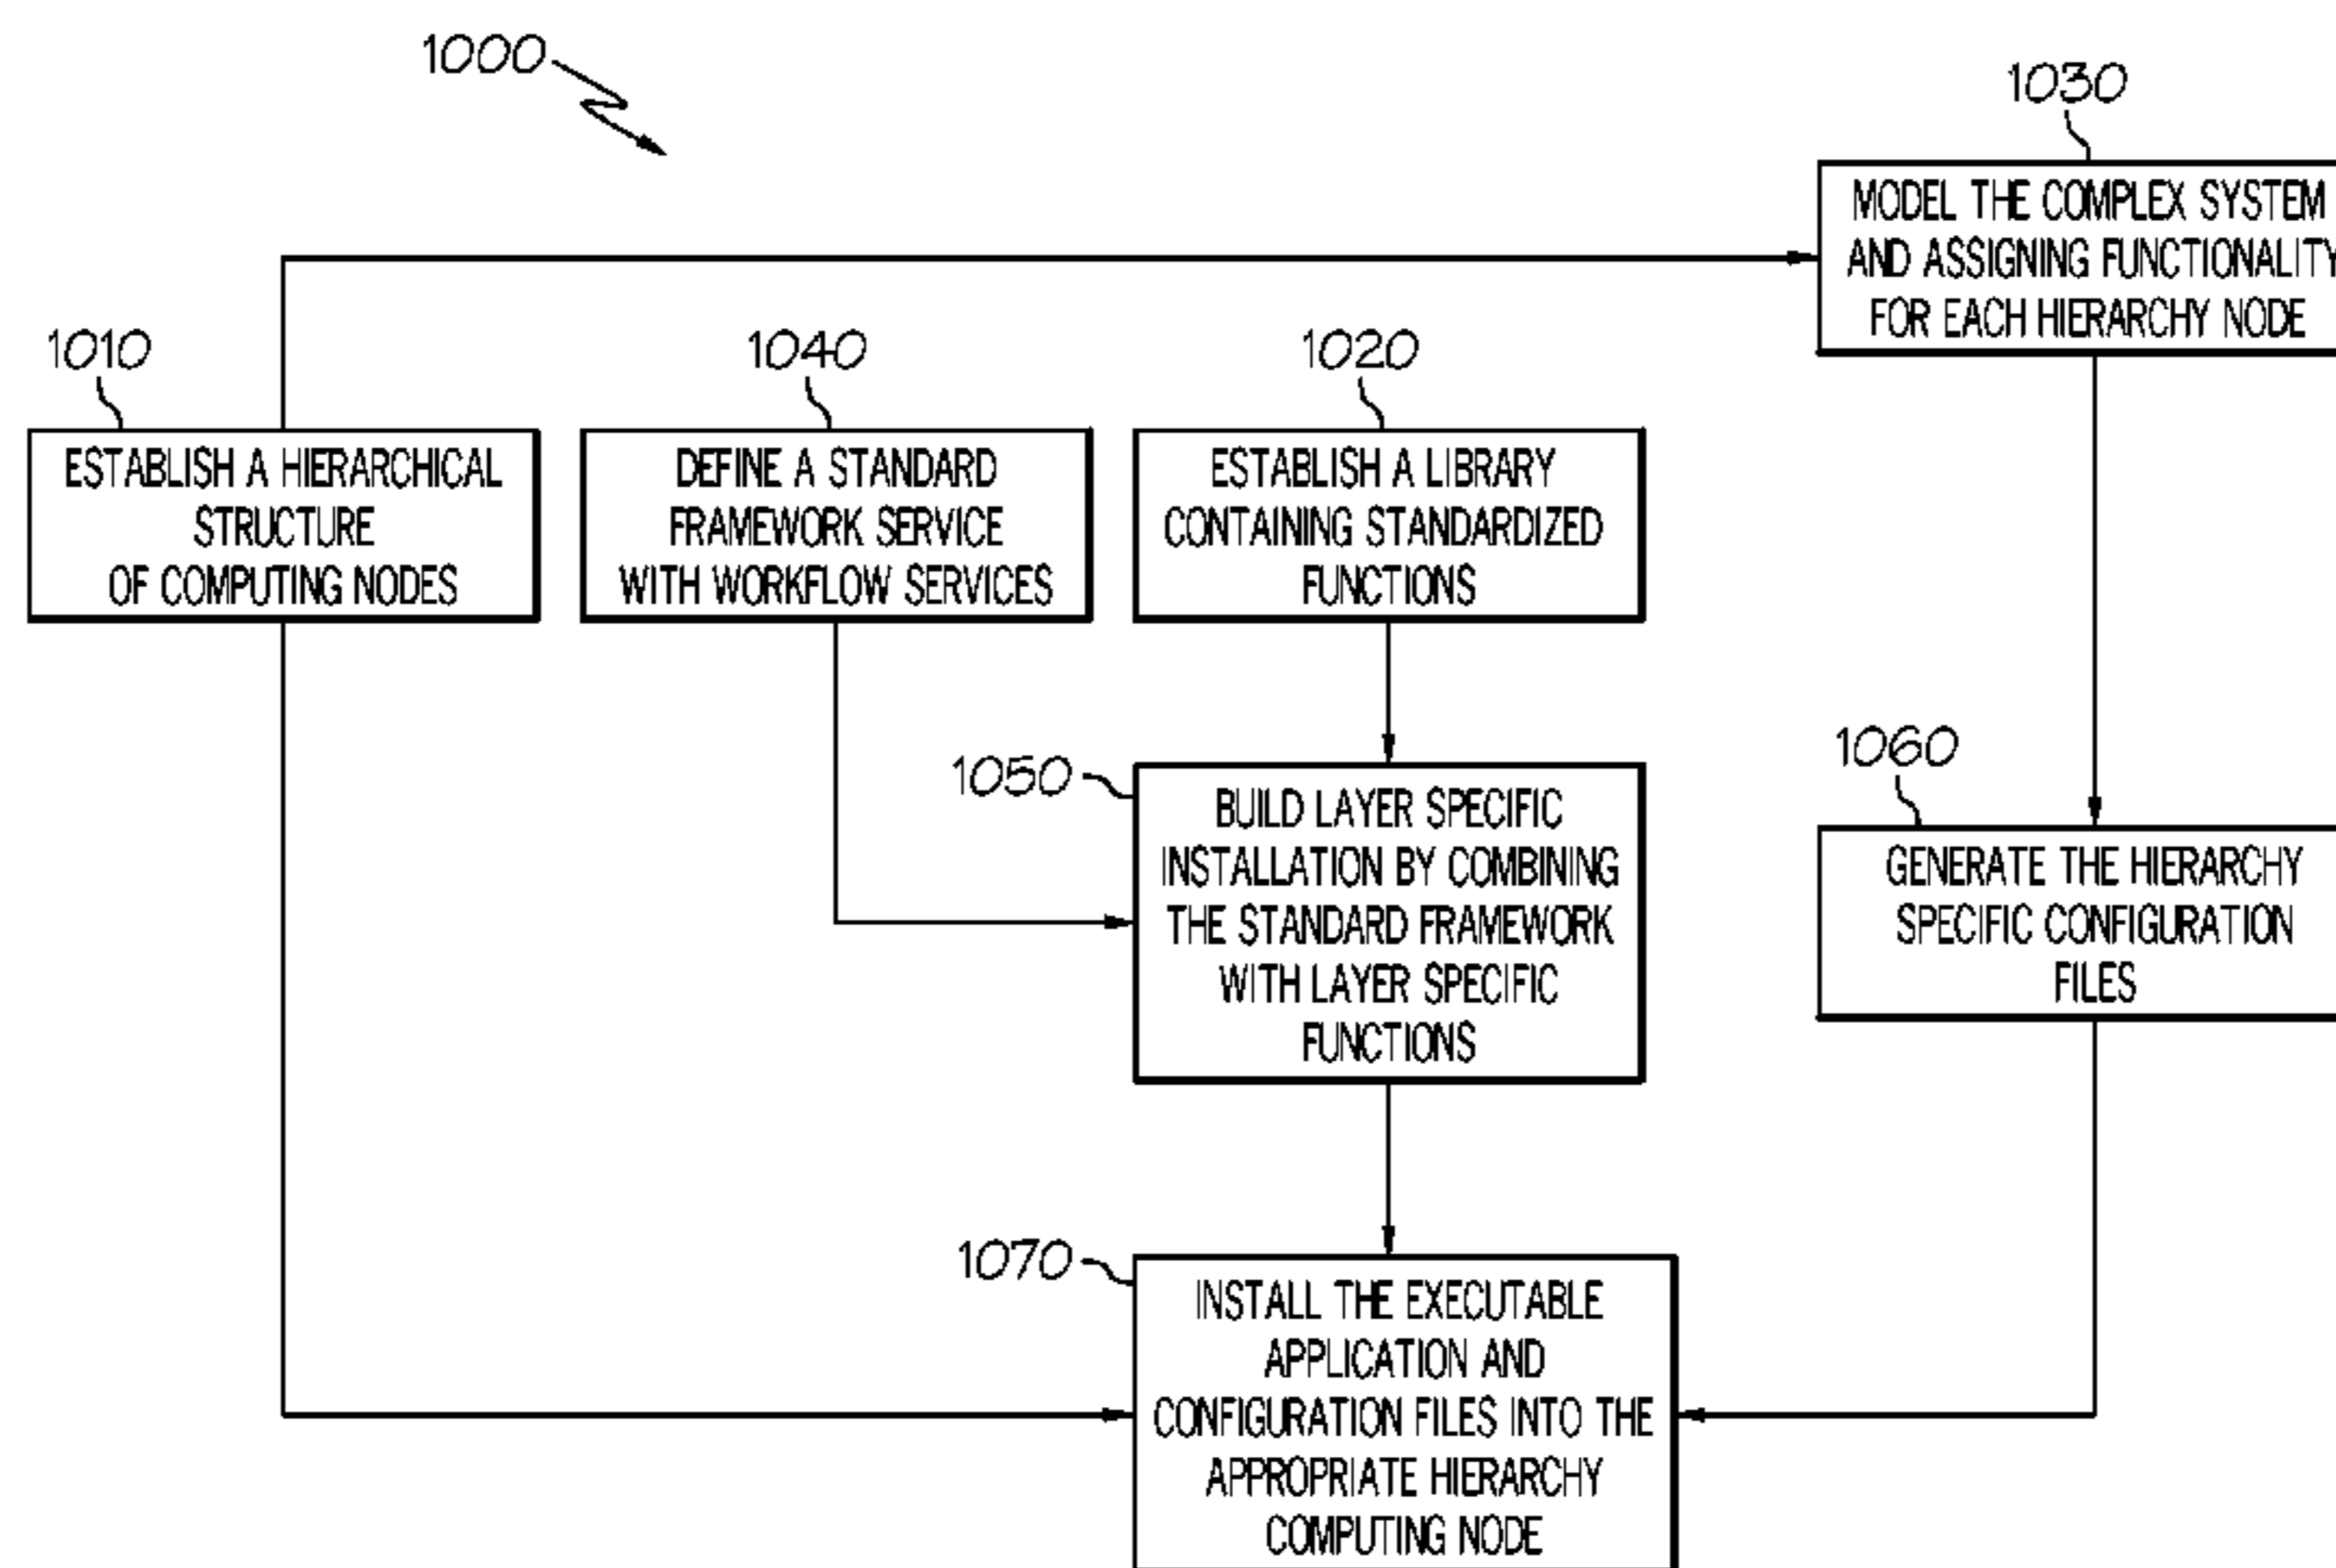 1000
1030
MODEL THE COMPLEX SYSTEM
AND ASSIGNING FUNCTIONALITY
FOR EACH HIERARCHY NODE
1010
ESTABLISH A HIERARCHICAL
STRUCTURE
OF COMPUTING NODES
1040
DEFINE A STANDARD
FRAMEWORK SERVICE
WITH WORKFLOW SERVICES
1020
ESTABLISH A LIBRARY
CONTAINING STANDARDIZED
FUNCTIONS
1050
BUILD LAYER SPECIFIC
INSTALLATION BY COMBINING
THE STANDARD FRAMEWORK
WITH LAYER SPECIFIC
FUNCTIONS
1060
GENERATE THE HIERARCHY
SPECIFIC CONFIGURATION
FILES
1070
INSTALL THE EXECUTABLE
APPLICATION AND
CONFIGURATION FILES INTO THE
APPROPRIATE HIERARCHY
COMPUTING NODE